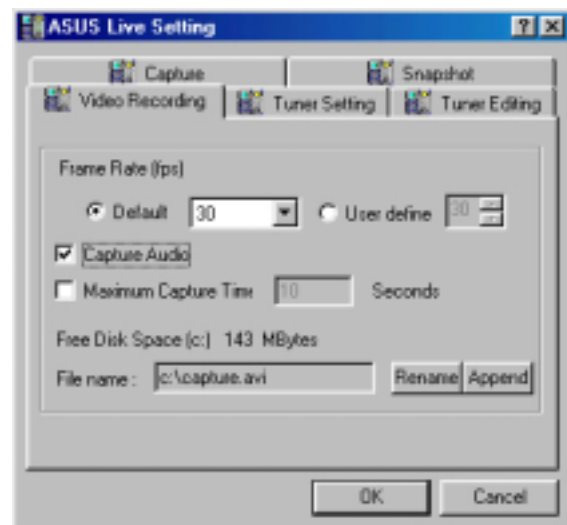 ASUS Live Setting
Capture
Snapshot
Video Recording
Tuner Setting
Tuner Editing
Frame Rate (fps)
Default 30 User define 30
Capture Audio
Maximum Capture Time 10 Seconds
Free Disk Space (c:) 143 MBytes
File name : c:\capture.avi Rename Append
OK Cancel